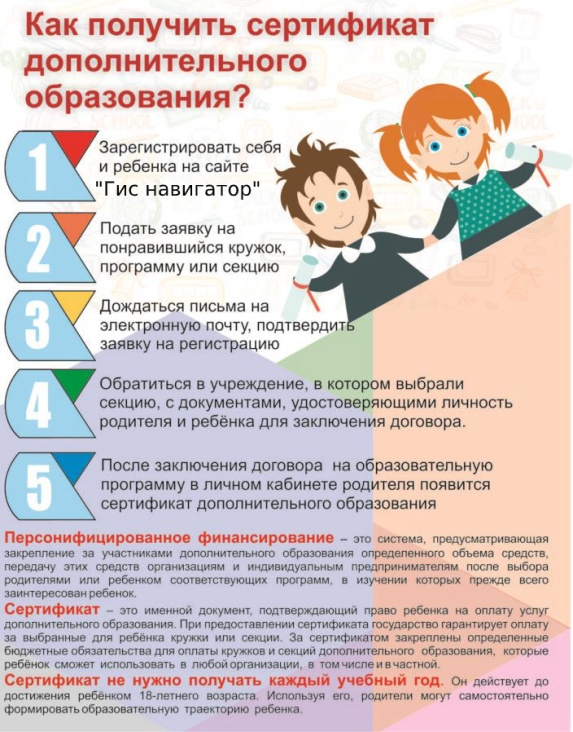 Как получить сертификат
дополнительного
образования?
1
Зарегистрировать себя
и ребенка на сайте
"Гис навигатор"
2
Подать заявку на
понравившийся кружок,
программу или секцию
3
Дождаться письма на
электронную почту, подтвердить
заявку на регистрацию
4
Обратиться в учреждение, в котором выбрали
секцию, с документами, удостоверяющими личность
родителя и ребёнка для заключения договора.
5
После заключения договора на образовательную
программу в личном кабинете родителя появится
сертификат дополнительного образования
Персонифицированное финансирование – это система, предусматривающая
закрепление за участниками дополнительного образования определенного объема средств,
передачу этих средств организациям и индивидуальным предпринимателям после выбора
родителями или ребенком соответствующих программ, в изучении которых прежде всего
заинтересован ребенок.
Сертификат – это именной документ, подтверждающий право ребенка на оплату услуг
дополнительного образования. При предоставлении сертификата государство гарантирует оплату
за выбранные для ребёнка кружки или секции. За сертификатом закреплены определенные
бюджетные обязательства для оплаты кружков и секций дополнительного образования, которые
ребёнок сможет использовать в любой организации, в том числе и в частной.
Сертификат не нужно получать каждый учебный год. Он действует до
достижения ребёнком 18-летнего возраста. Используя его, родители могут самостоятельно
формировать образовательную траекторию ребенка.